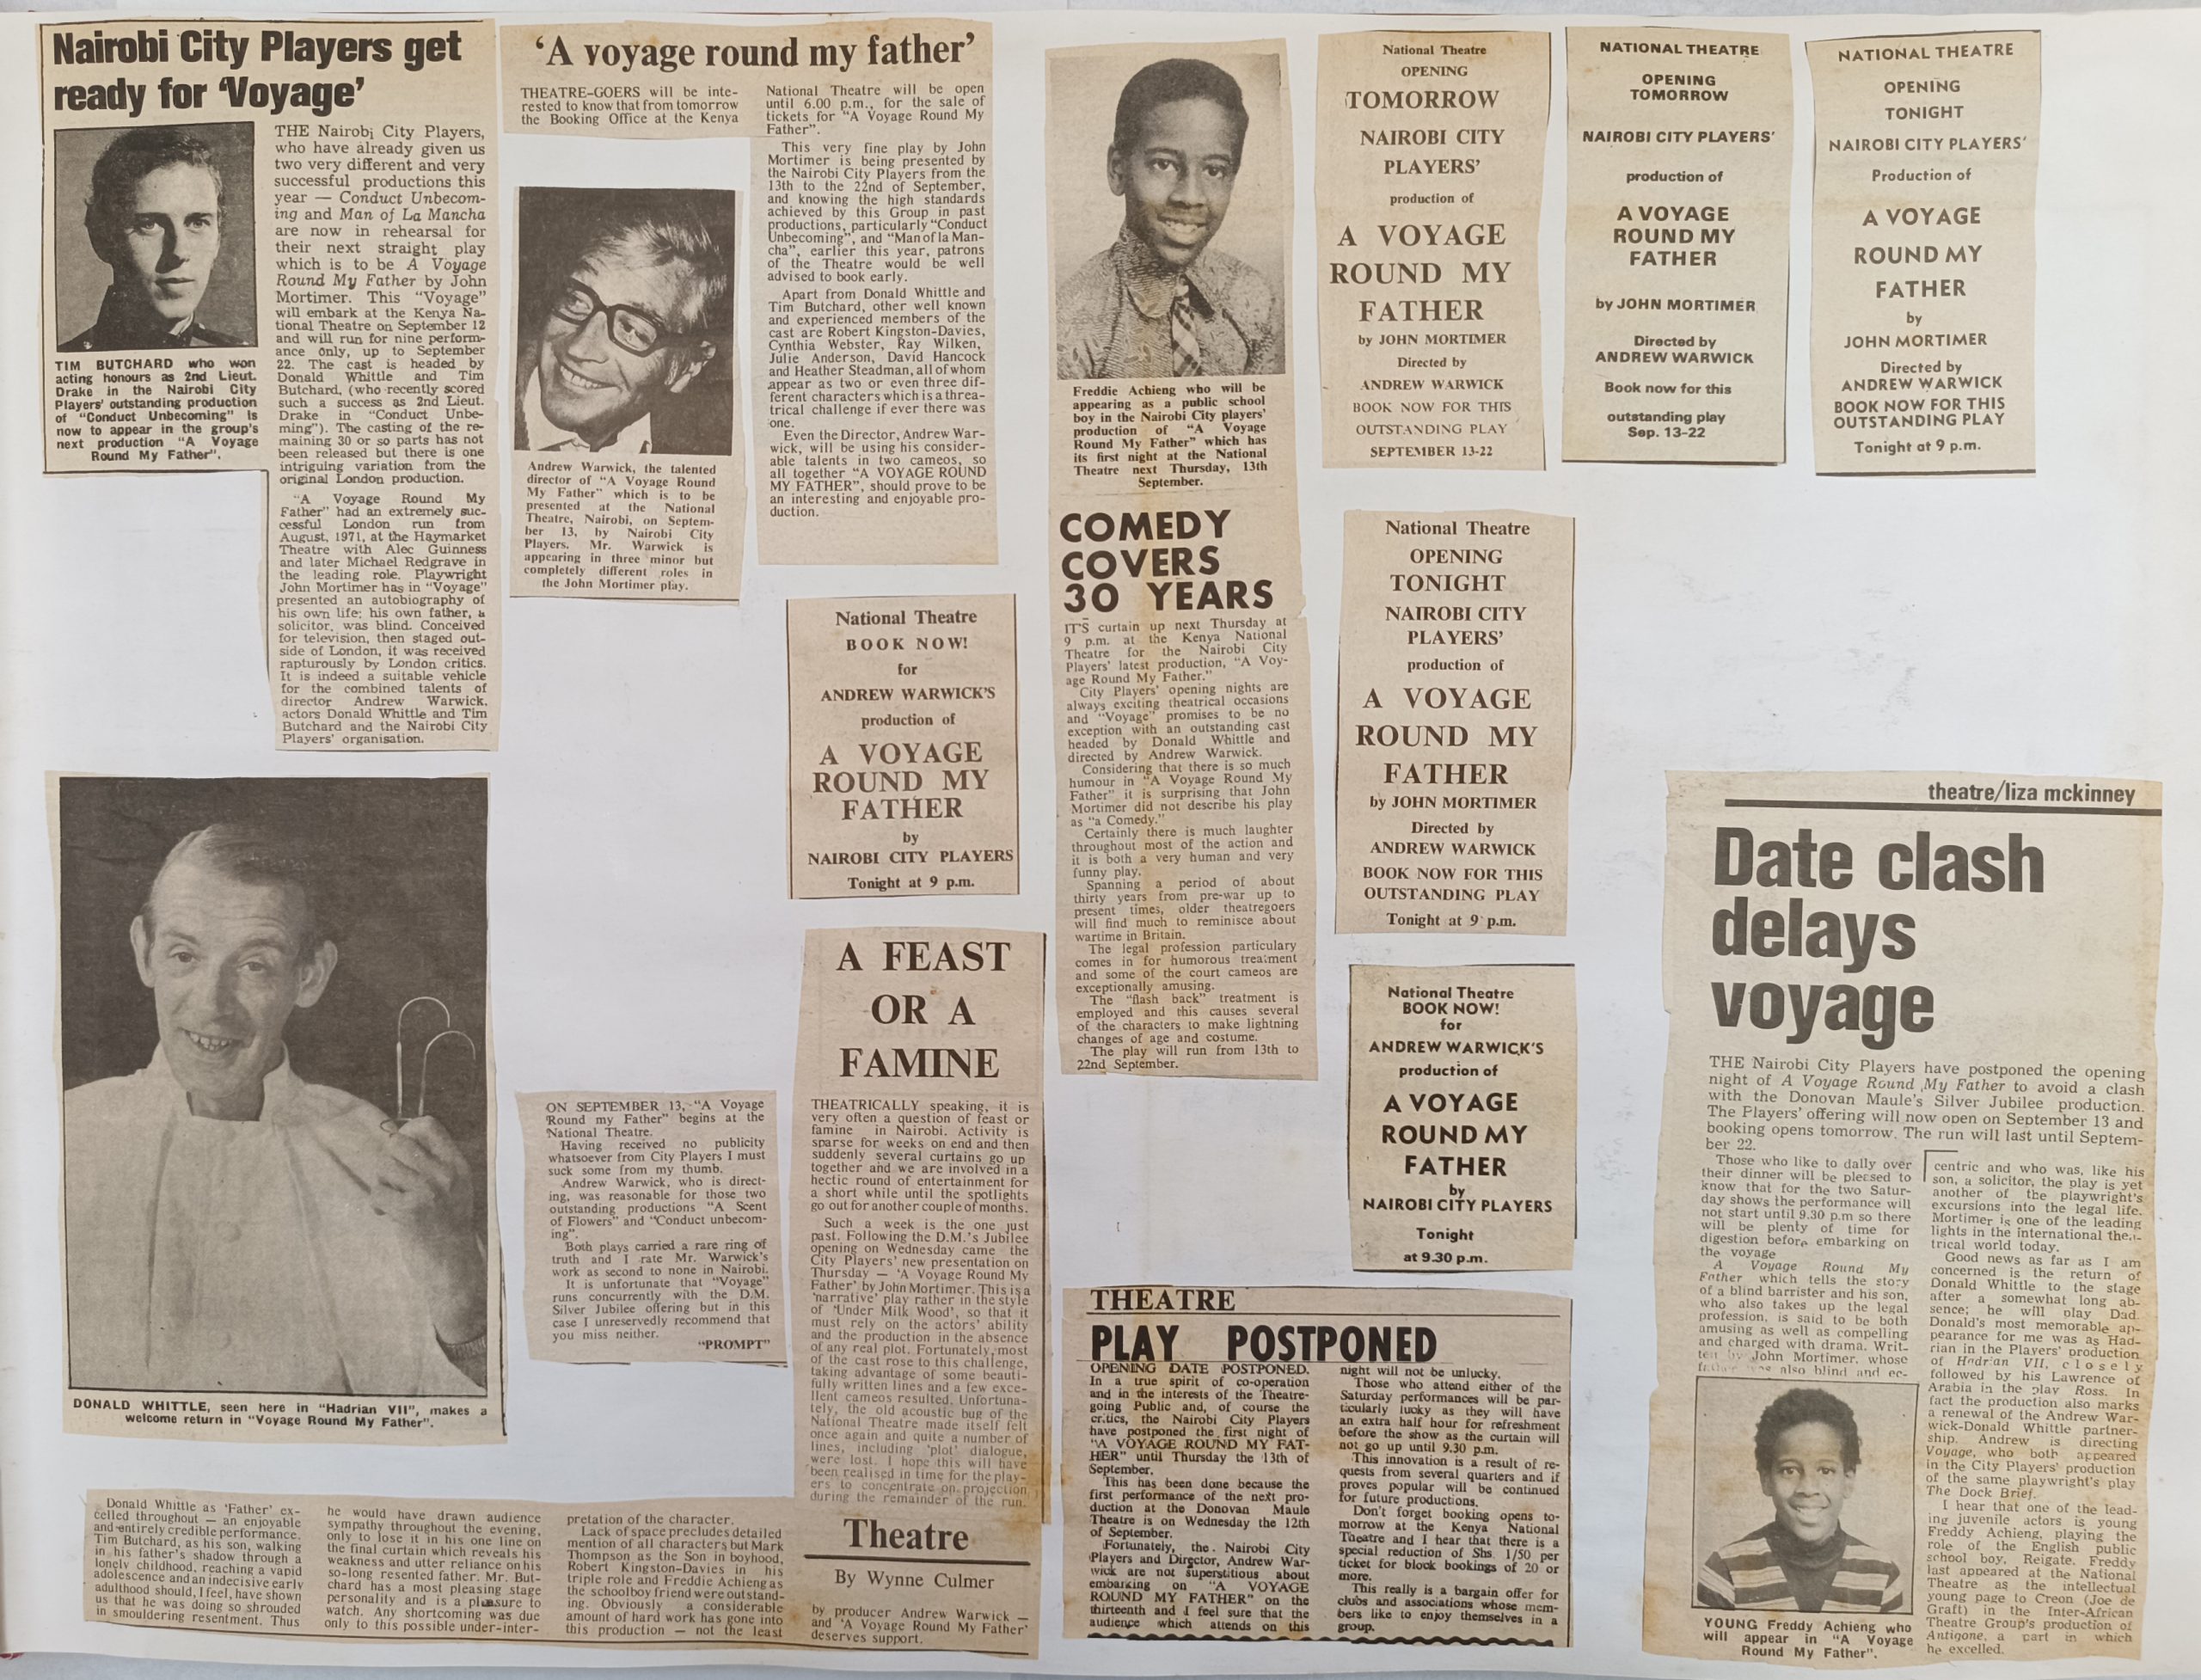 Nairobi City Players get
ready for 'Voyage'
TIM BUTCHARD who won
acting honours as 2nd Lieut.
Drake in the Nairobi City
Players' outstanding production
of "Conduct Unbecoming" is
now to appear in the group's
next production "A Voyage
Round My Father".
THE Nairobi City Players,
who have already given us
two very different and very
successful productions this
year — Conduct Unbecom-
ing and Man of La Mancha
are now in rehearsal for
their next straight play
which is to be A Voyage
Round My Father by John
Mortimer. This "Voyage"
will embark at the Kenya Na-
tional Theatre on September 12
and will run for nine perform-
ance only, up to September
22. The cast is headed by
Donald Whittle and Tim
Butchard, (who recently scored
such a success as 2nd Lieut.
Drake in "Conduct Unbe-
ming"). The casting of the re-
maining 30 or so parts has not
been released but there is one
intriguing variation from the
original London production.
"A Voyage Round My
Father" had an extremely suc-
cessful London run from
August, 1971, at the Haymarket
Theatre with Alec Guinness
and later Michael Redgrave in
the leading role. Playwright
John Mortimer has in "Voyage"
presented an autobiography of
his own life; his own father, a
solicitor, was blind. Conceived
for television, then staged out-
side of London, it was received
rapturously by London critics.
It is indeed a suitable vehicle
for the combined talents of
director Andrew Warwick,
actors Donald Whittle and Tim
Butchard and the Nairobi City
Players' organisation.
'A voyage round my father'
THEATRE-GOERS will be inte-
rested to know that from tomorrow
the Booking Office at the Kenya
National Theatre will be open
until 6.00 p.m., for the sale of
tickets for "A Voyage Round My
Father".
This very fine play by John
Mortimer is being presented by
the Nairobi City Players from the
13th to the 22nd of September,
and knowing the high standards
achieved by this Group in past
productions, particularly "Conduct
Unbecoming", and "Man of la Man-
cha", earlier this year, patrons
of the Theatre would be well
advised to book early.
Apart from Donald Whittle and
Tim Butchard, other well known
and experienced members of the
cast are Robert Kingston-Davies,
Cynthia Webster, Ray Wilken,
Julie Anderson, David Hancock
and Heather Steadman, all of whom
appear as two or even three dif-
ferent characters which is a threa-
trical challenge if ever there was
one.
Even the Director, Andrew War-
wick, will be using his consider-
able talents in two cameos, so
all together "A VOYAGE ROUND
MY FATHER", should prove to be
an interesting and enjoyable pro-
duction.
Andrew Warwick, the talented
director of "A Voyage Round
My Father" which is to be
presented at the National
Theatre, Nairobi, on Septem-
ber 13, by Nairobi City
Players. Mr. Warwick is
appearing in three minor but
completely different roles in
the John Mortimer play.
National Theatre
BOOK NOW!
for
ANDREW WARWICK'S
production of
A VOYAGE
ROUND MY
FATHER
by
NAIROBI CITY PLAYERS
Tonight at 9 p.m.
Freddie Achieng who will be
appearing as a public school
boy in the Nairobi City players'
production of "A Voyage
Round My Father" which has
its first night at the National
Theatre next Thursday, 13th
September.
COMEDY
COVERS
30 YEARS
IT'S curtain up next Thursday at
9 p.m. at the Kenya National
Theatre for the Nairobi City
Players' latest production, "A Voy-
age Round My Father."
City Players' opening nights are
always exciting theatrical occasions
and "Voyage" promises to be no
exception with an outstanding cast
headed by Donald Whittle and
directed by Andrew Warwick.
Considering that there is so much
humour in "A Voyage Round My
Father" it is surprising that John
Mortimer did not describe his play
as "a Comedy."
Certainly there is much laughter
throughout most of the action and
it is both a very human and very
funny play.
Spanning a period of about
thirty years from pre-war up to
present times, older theatregoers
will find much to reminisce about
wartime in Britain.
The legal profession particulary
comes in for humorous treatment
and some of the court cameos are
exceptionally amusing.
The "flash back" treatment is
employed and this causes several
of the characters to make lightning
changes of age and costume.
The play will run from 13th to
22nd September.
National Theatre
OPENING
TOMORROW
NAIROBI CITY
PLAYERS'
production of
A VOYAGE
ROUND MY
FATHER
by JOHN MORTIMER
Directed by
ANDREW WARWICK
BOOK NOW FOR THIS
OUTSTANDING PLAY
SEPTEMBER 13-22
NATIONAL THEATRE
OPENING
TOMORROW
NAIROBI CITY PLAYERS'
production of
A VOYAGE
ROUND MY
FATHER
by JOHN MORTIMER
Directed by
ANDREW WARWICK
Book now for this
outstanding play
Sep. 13-22
NATIONAL THEATRE
OPENING
TONIGHT
NAIROBI CITY PLAYERS'
Production of
A VOYAGE
ROUND MY
FATHER
by
JOHN MORTIMER
Directed by
ANDREW WARWICK
BOOK NOW FOR THIS
OUTSTANDING PLAY
Tonight at 9 p.m.
National Theatre
OPENING
TONIGHT
NAIROBI CITY
PLAYERS'
production of
A VOYAGE
ROUND MY
FATHER
by JOHN MORTIMER
Directed by
ANDREW WARWICK
BOOK NOW FOR THIS
OUTSTANDING PLAY
Tonight at 9 p.m.
National Theatre
BOOK NOW!
for
ANDREW WARWICK'S
production of
A VOYAGE
ROUND MY
FATHER
by
NAIROBI CITY PLAYERS
Tonight
at 9.30 p.m.
DONALD WHITTLE, seen here in "Hadrian VII", makes a
welcome return in "Voyage Round My Father".
ON SEPTEMBER 13, "A Voyage
Round my Father" begins at the
National Theatre.
Having received no publicity
whatsoever from City Players I must
suck some from my thumb.
Andrew Warwick, who is direct-
ing, was reasonable for those two
outstanding productions "A Scent
of Flowers" and "Conduct unbecom-
ing".
Both plays carried a rare ring of
truth and I rate Mr. Warwick's
work as second to none in Nairobi.
It is unfortunate that "Voyage"
runs concurrently with the D.M.
Silver Jubilee offering but in this
case I unreservedly recommend that
you miss neither.
"PROMPT"
A FEAST
OR A
FAMINE
THEATRICALLY speaking, it is
very often a question of feast or
famine in Nairobi. Activity is
sparse for weeks on end and then
suddenly several curtains go up
together and we are involved in a
hectic round of entertainment for
a short while until the spotlights
go out for another couple of months.
Such a week is the one just
past. Following the D.M.'s Jubilee
opening on Wednesday came the
City Players' new presentation on
Thursday — 'A Voyage Round My
Father' by John Mortimer. This is a
'narrative' play rather in the style
of 'Under Milk Wood', so that it
must rely on the actors' ability
and the production in the absence
of any real plot. Fortunately, most
of the cast rose to this challenge,
taking advantage of some beauti-
fully written lines and a few exce-
llent cameos resulted. Unfortuna-
tely, the old acoustic bug of the
National Theatre made itself felt
once again and quite a number of
lines, including 'plot' dialogue,
were lost. I hope this will have
been realised in time for the play-
ers to concentrate on projection
during the remainder of the run.
Donald Whittle as 'Father' ex-
celled throughout — an enjoyable
and entirely credible performance.
Tim Butchard, as his son, walking
in his father's shadow through a
lonely childhood, reaching a vapid
adolescence and an indecisive early
adulthood should, I feel, have shown
us that he was doing so shrouded
in smouldering resentment. Thus
he would have drawn audience
sympathy throughout the evening,
only to lose it in his one line on
the final curtain which reveals his
weakness and utter reliance on his
so-long resented father. Mr. But-
chard has a most pleasing stage
personality and is a pleasure to
watch. Any shortcoming was due
only to this possible under-inter-
pretation of the character.
Lack of space precludes detailed
mention of all characters but Mark
Thompson as the Son in boyhood,
Robert Kingston-Davies in his
triple role and Freddie Achieng as
the schoolboy friend were outstand-
ing. Obviously a considerable
amount of hard work has gone into
this production — not the least
Theatre
By Wynne Culmer
by producer Andrew Warwick —
and 'A Voyage Round My Father'
deserves support.
THEATRE
PLAY POSTPONED
OPENING DATE POSTPONED.
In a true spirit of co-operation
and in the interests of the Theatre-
going Public and, of course the
critics, the Nairobi City Players
have postponed the first night of
"A VOYAGE ROUND MY FAT-
HER" until Thursday the 13th of
September.
This has been done because the
first performance of the next pro-
duction at the Donovan Maule
Theatre is on Wednesday the 12th
of September.
Fortunately, the Nairobi City
Players and Director, Andrew War-
wick are not superstitious about
embarking on "A VOYAGE
ROUND MY FATHER" on the
thirteenth and I feel sure that the
audience which attends on this
night will not be unlucky.
Those who attend either of the
Saturday performances will be par-
ticularly lucky as they will have
an extra half hour for refreshment
before the show as the curtain will
not go up until 9.30 p.m.
This innovation is a result of re-
quests from several quarters and if
proves popular will be continued
for future productions.
Don't forget booking opens to-
morrow at the Kenya National
Theatre and I hear that there is a
special reduction of Shs. 1/50 per
ticket for block bookings of 20 or
more.
This really is a bargain offer for
clubs and associations whose mem-
bers like to enjoy themselves in a
group.
theatre/liza mckinney
Date clash
delays
voyage
THE Nairobi City Players have postponed the opening
night of A Voyage Round My Father to avoid a clash
with the Donovan Maule's Silver Jubilee production.
The Players' offering will now open on September 13 and
booking opens tomorrow. The run will last until Septem-
ber 22.
Those who like to dally over
their dinner will be pleased to
know that for the two Satur-
day shows the performance will
not start until 9.30 p.m so there
will be plenty of time for
digestion before embarking on
the voyage
A Voyage Round My
Father which tells the story
of a blind barrister and his son,
who also takes up the legal
profession, is said to be both
amusing as well as compelling
and charged with drama. Writ-
ten by John Mortimer, whose
father was also blind and ec-
centric and who was, like his
son, a solicitor, the play is yet
another of the playwright's
excursions into the legal life.
Mortimer is one of the leading
lights in the international thea-
trical world today.
Good news as far as I am
concerned is the return of
Donald Whittle to the stage
after a somewhat long ab-
sence; he will play Dad.
Donald's most memorable ap-
pearance for me was as Had-
rian in the Players' production
of Hadrian VII, closely
followed by his Lawrence of
Arabia in the play Ross. In
fact the production also marks
a renewal of the Andrew War-
wick-Donald Whittle partner-
ship. Andrew is directing
Voyage, who both appeared
in the City Players' production
of the same playwright's play
The Dock Brief.
I hear that one of the lead-
ing juvenile actors is young
Freddy Achieng, playing the
role of the English public
school boy, Reigate. Freddy
last appeared at the National
Theatre as the intellectual
young page to Creon (Joe de
Graft) in the Inter-African
Theatre Group's production of
Antigone, a part in which
he excelled.
YOUNG Freddy Achieng who
will appear in "A Voyage
Round My Father".